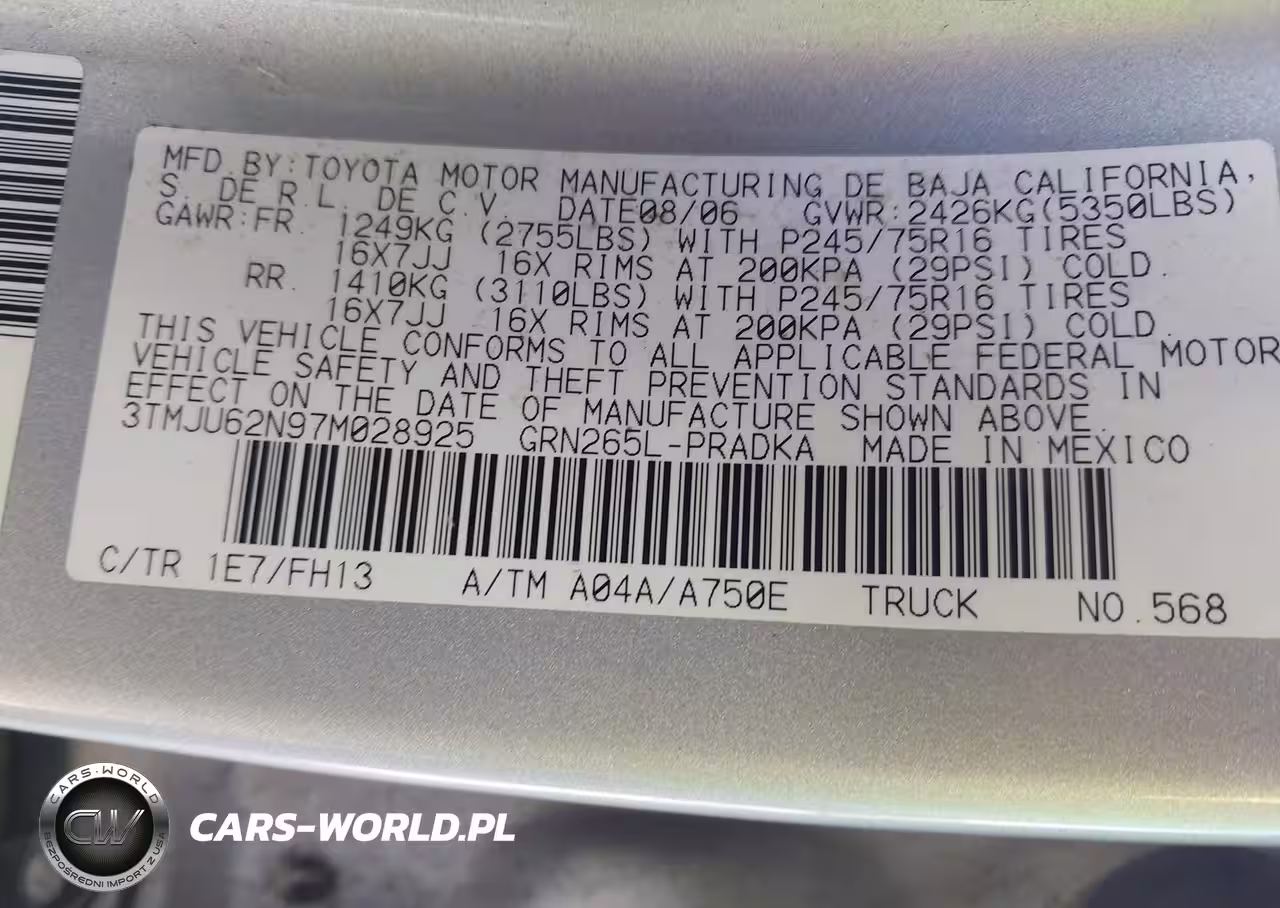 MFD.BY:TOYOTA MOTOR MANUFACTURING DE BAJA CALIFORNIA,
S. DE R.L. DE C.V. DATE08/06 GVWR:2426KG(5350LBS)
GAWR:FR. 1249KG (2755LBS) WITH P245/75R16 TIRES
16X7JJ 16X RIMS AT 200KPA (29PSI) COLD.
RR. 1410KG (3110LBS) WITH P245/75R16 TIRES
16X7JJ 16X RIMS AT 200KPA (29PSI) COLD.
THIS VEHICLE CONFORMS TO ALL APPLICABLE FEDERAL MOTOR
VEHICLE SAFETY AND THEFT PREVENTION STANDARDS IN
EFFECT ON THE DATE OF MANUFACTURE SHOWN ABOVE.
3TMJU62N97M028925 GRN265L-PRADKA MADE IN MEXICO
C/TR 1E7/FH13 A/TM A04A/A750E TRUCK NO.568
CARS-WORLD
CW
BEZPOŚREDNI IMPORT Z USA
CARS-WORLD.PL